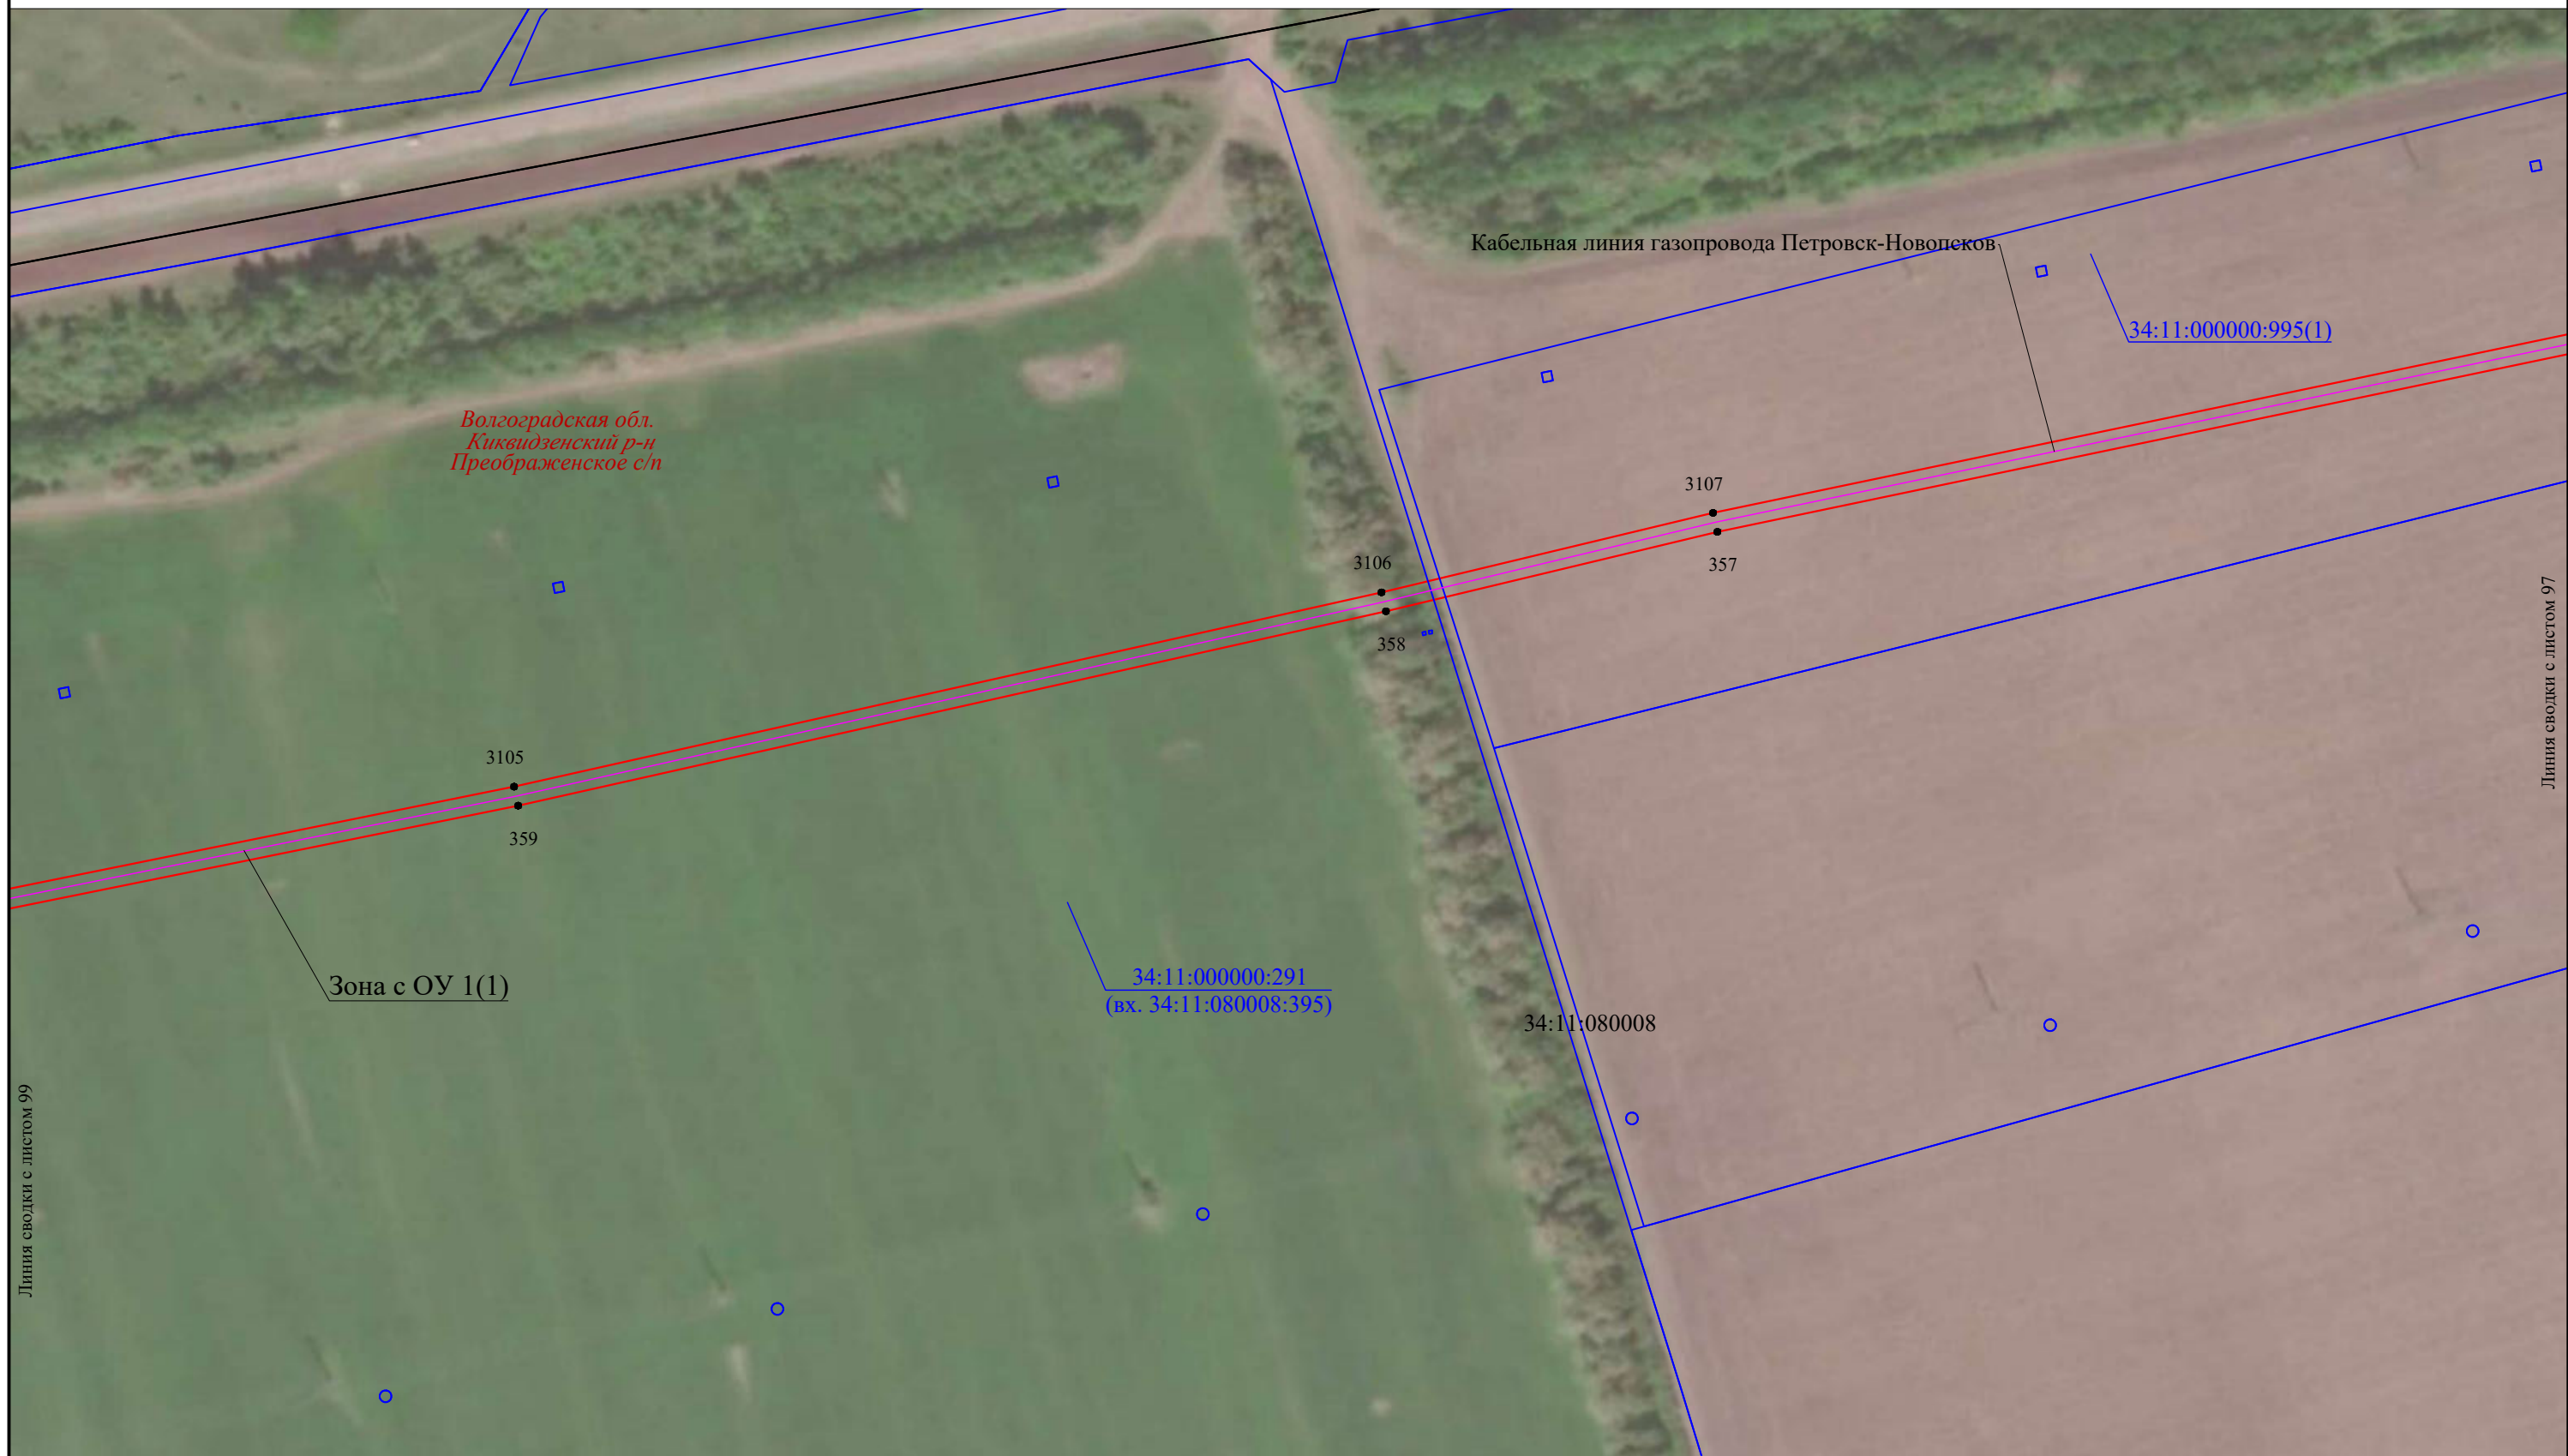 Кабельная линия газопровода Петровск-Новопсков
34:11:000000:995(1)
Волгоградская обл.
Киквидзенский р-н
Преображенское с/п
3107
357
3106
358
Линия сводки с листом 97
3105
359
Зона с ОУ 1(1)
34:11:000000:291
(вх. 34:11:080008:395)
34:11:080008
Линия сводки с листом 99